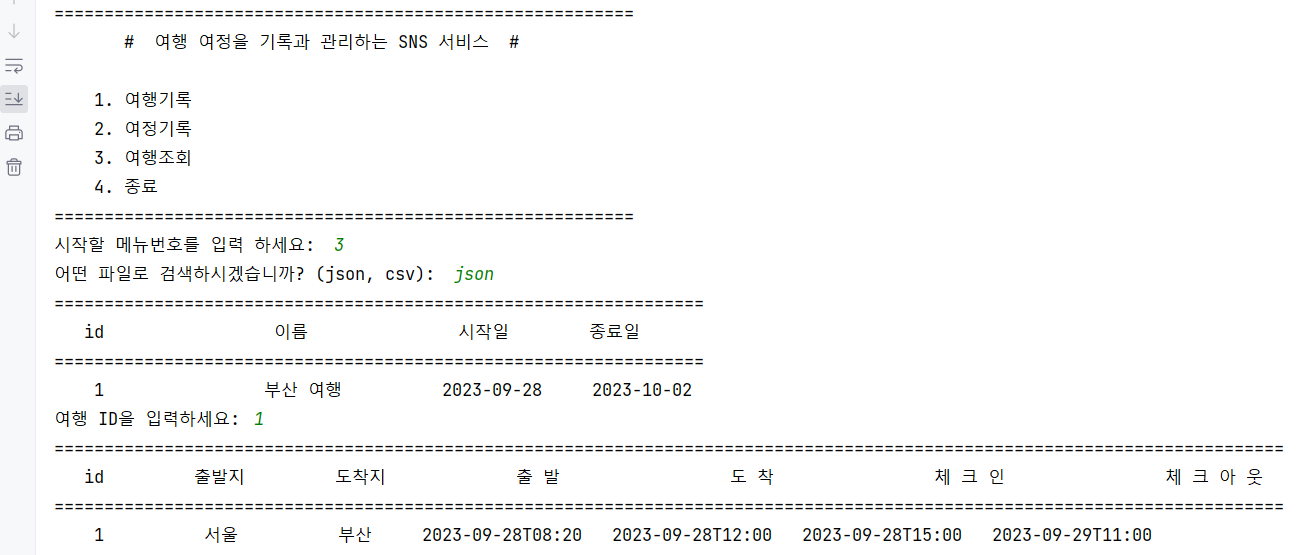 ==========================================================
# 여행 여정을 기록과 관리하는 SNS 서비스 #
1. 여행기록
2. 여정기록
3. 여행조회
4. 종료
==========================================================
시작할 메뉴번호를 입력 하세요: 3
어떤 파일로 검색하시겠습니까? (json, csv): json
=================================================================
id 이름 시작일 종료일
=================================================================
1 부산 여행 2023-09-28 2023-10-02
여행 ID을 입력하세요: 1
===========================================================================================================================
id 출발지 도착지 출 발 도 착 체 크 인 체 크 아 웃
===========================================================================================================================
1 서울 부산 2023-09-28T08:20 2023-09-28T12:00 2023-09-28T15:00 2023-09-29T11:00